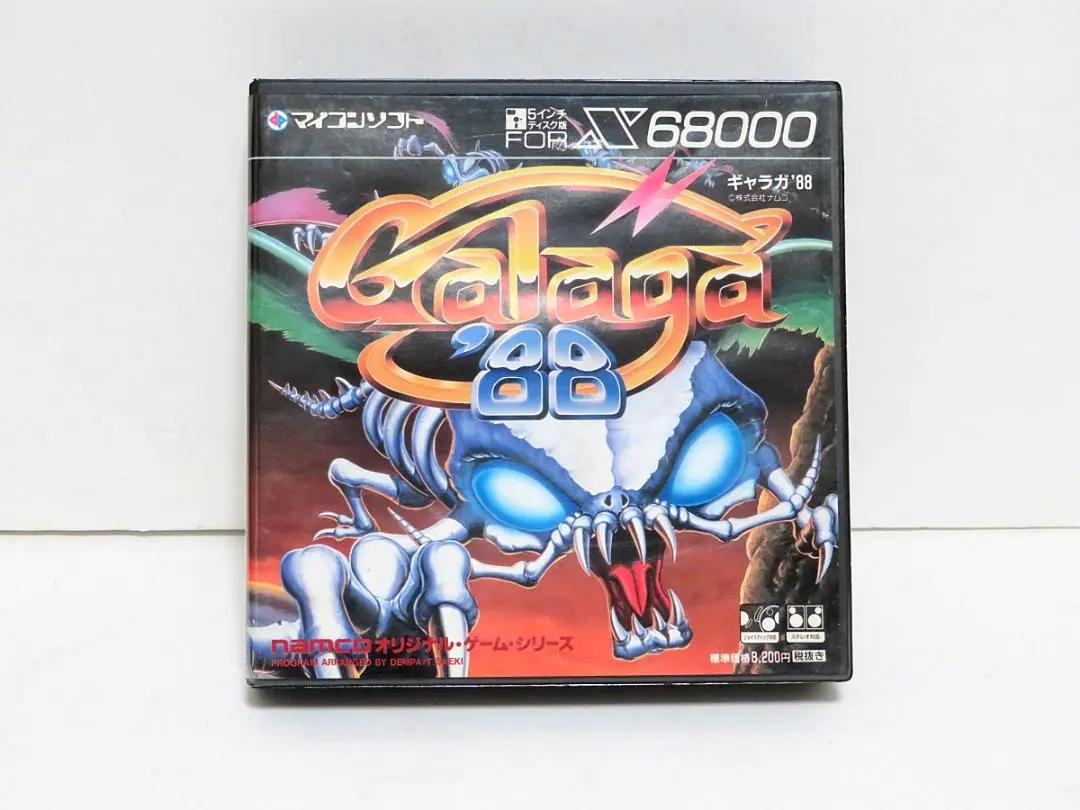 マイコンソフト
5インチ
ディスク版
FOR X68000
ギャラガ'88
©株式会社ナムコ
Galaga
'88
namcoオリジナル・ゲーム・シリーズ
PROGRAM ARRANGED BY DEMPA/T.SAEKI
ジョイスティック対応
ステレオ対応
標準価格8,200円税抜き